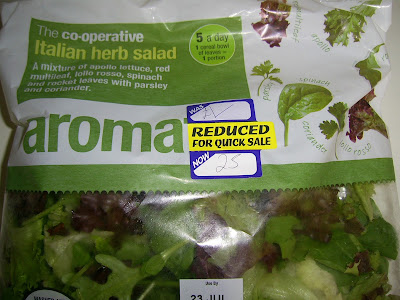 The co-operative
Italian herb salad
A mixture of apollo lettuce, red
multileaf, lollo rosso, spinach
and rocket leaves with parsley
and coriander.
5 a day
1 cereal bowl
of leaves =
1 portion
aroma
WAS
REDUCED
FOR QUICK SALE
NOW 25
coriander
lollo rosso
Use By
23 JUL